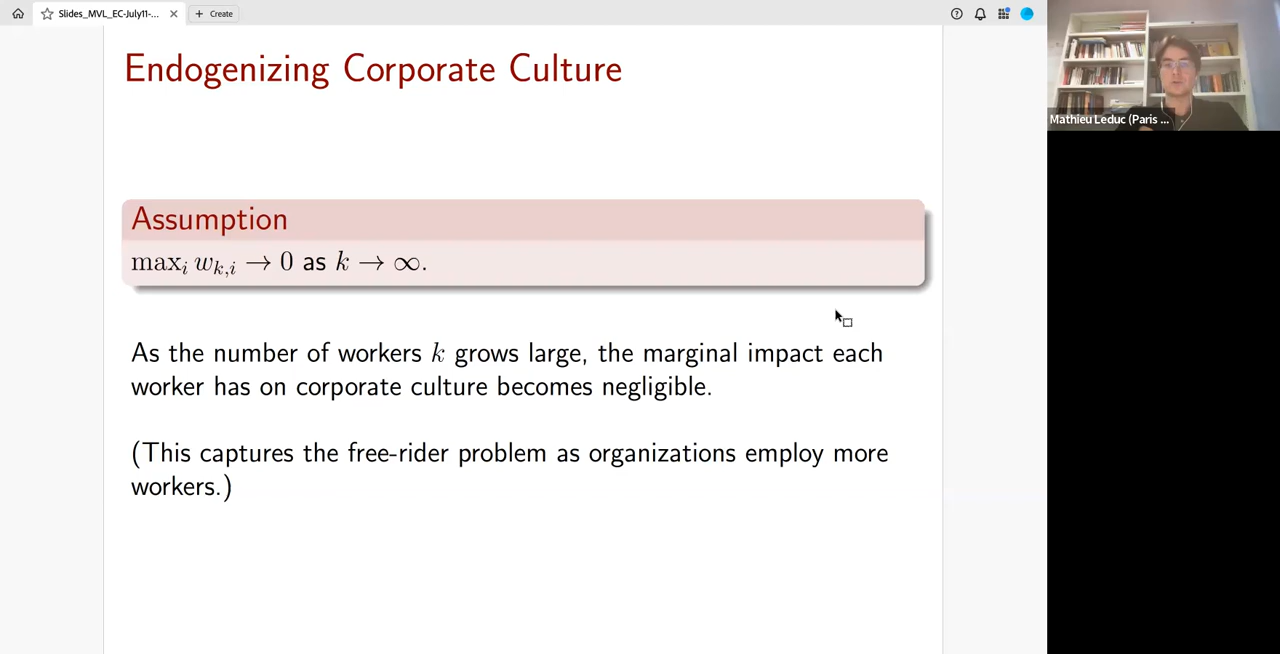 Slides_MVL_EC-July11-...
Create
Endogenizing Corporate Culture
Mathieu Leduc (Paris ...
Assumption
maxᵢ wₖ,ᵢ → 0 as k → ∞.
As the number of workers k grows large, the marginal impact each
worker has on corporate culture becomes negligible.
(This captures the free-rider problem as organizations employ more
workers.)